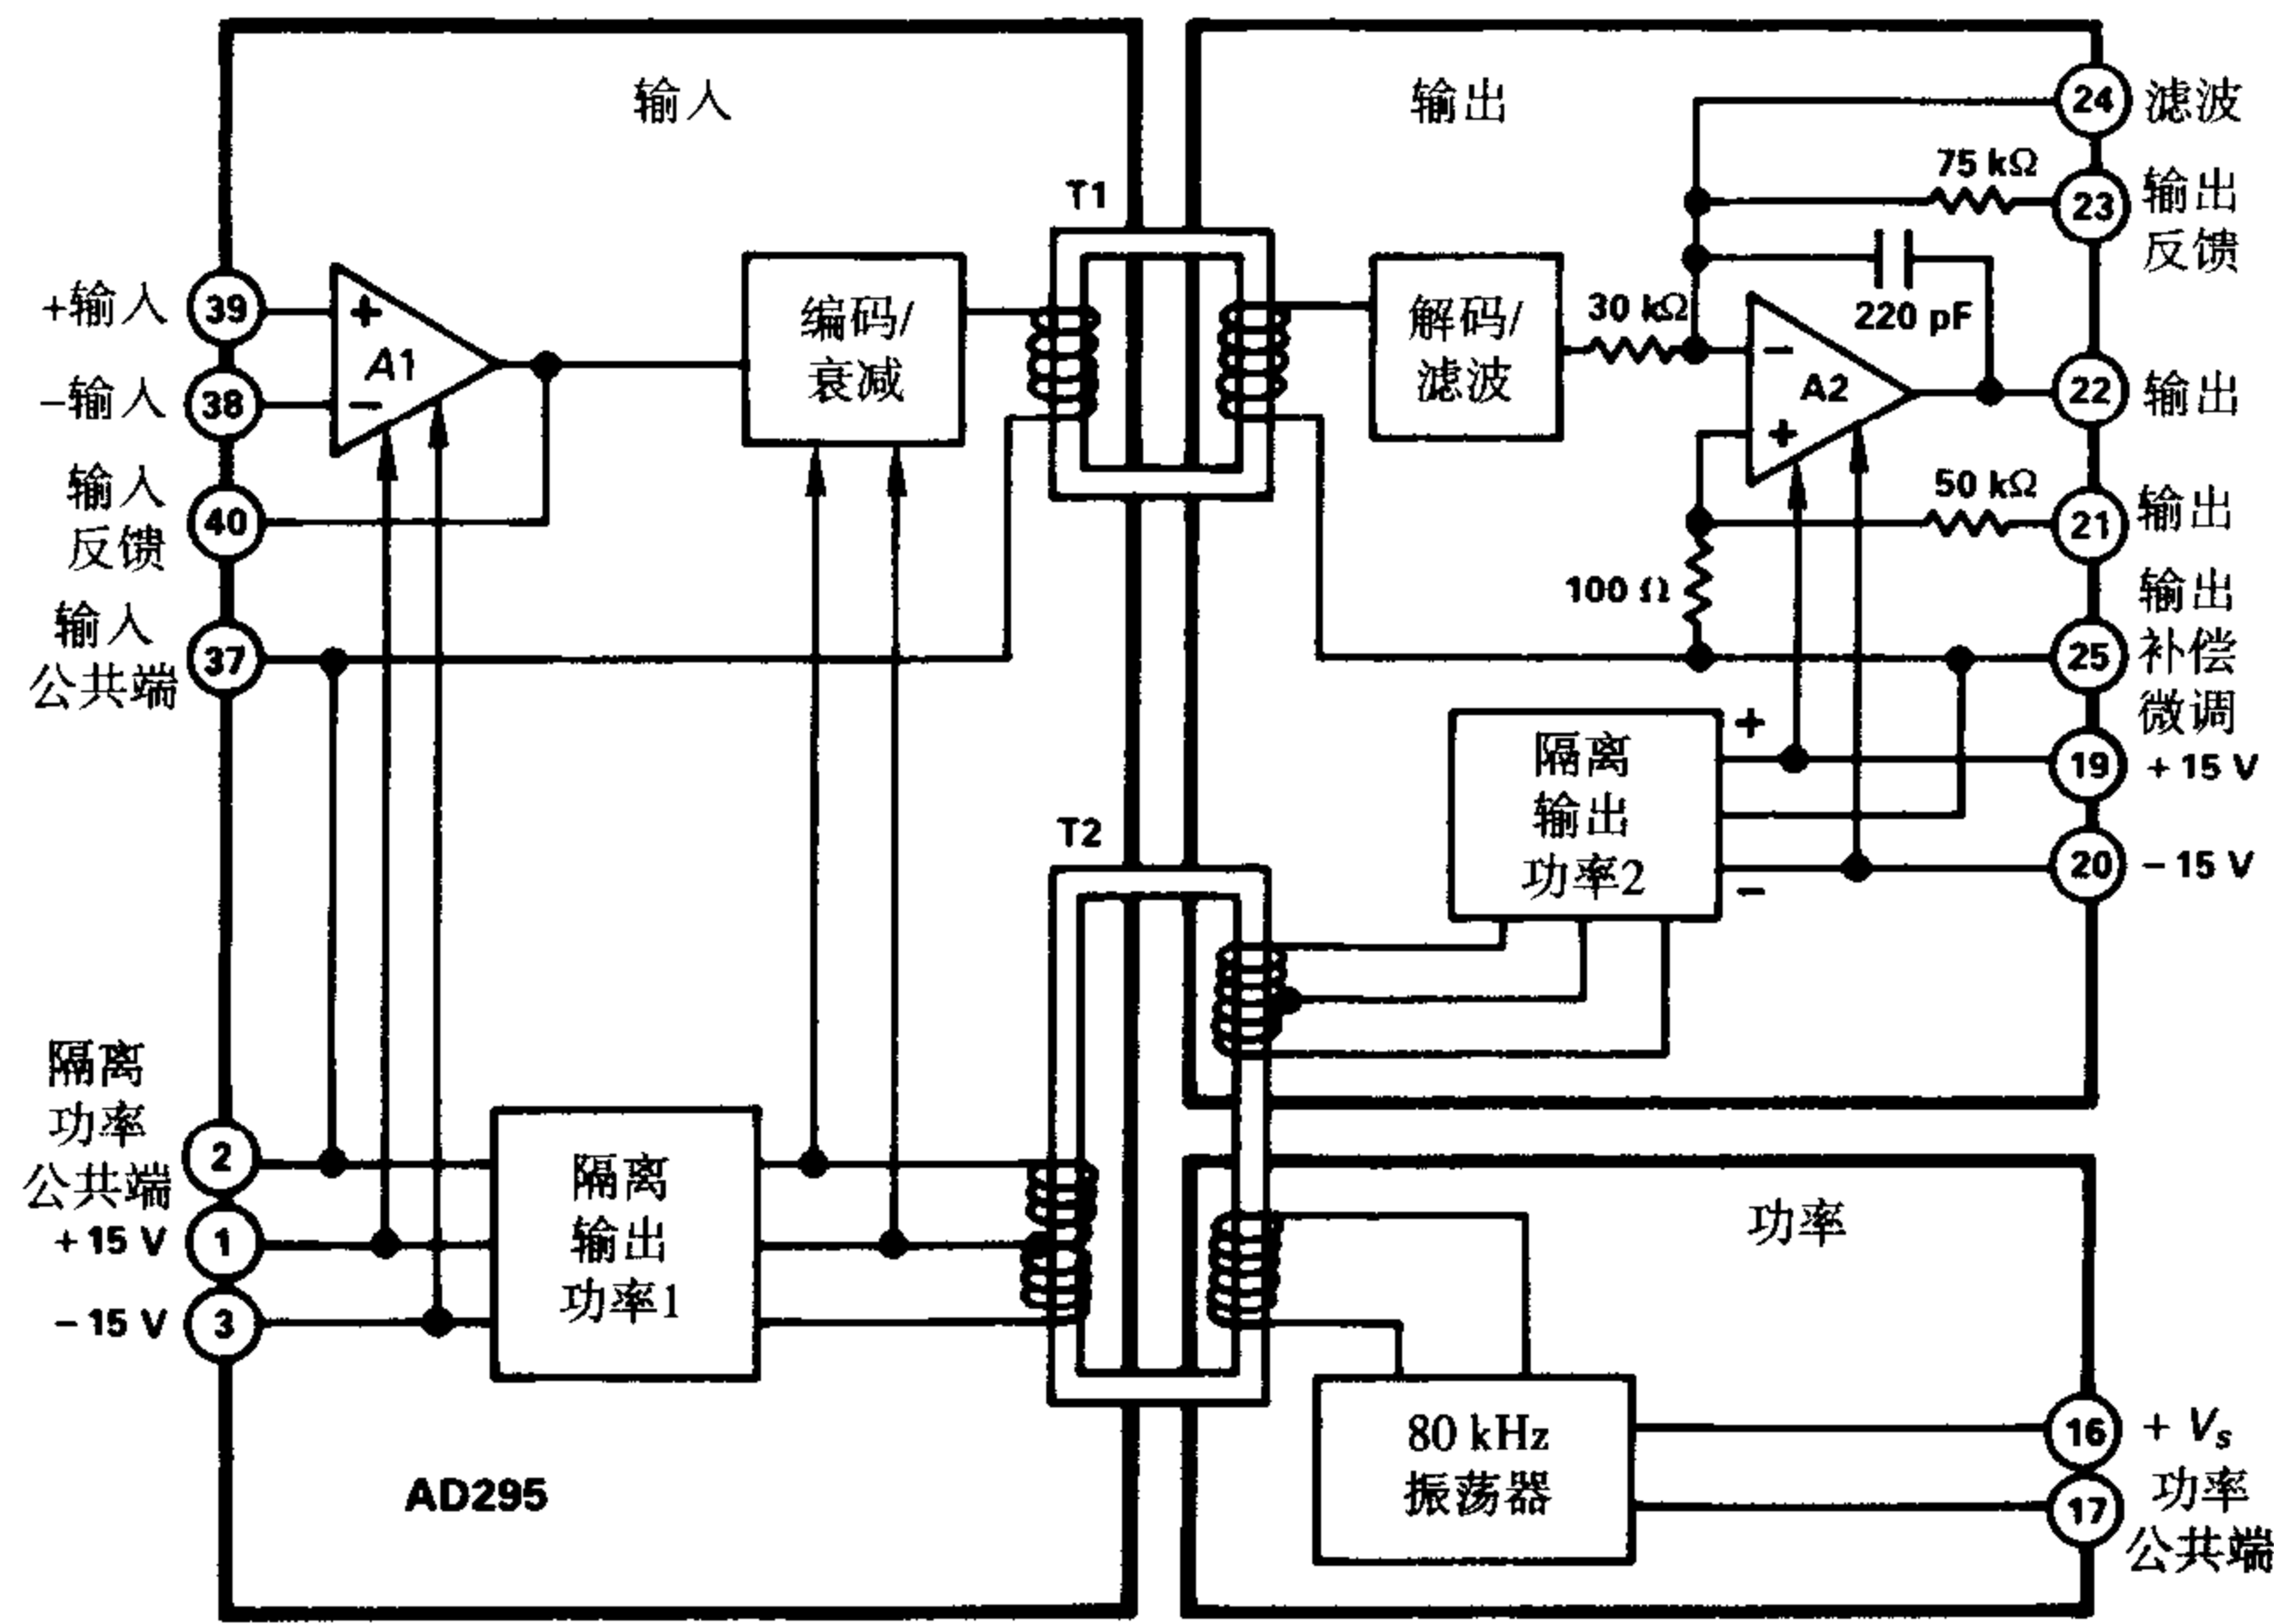 输入
输出
24
滤波
T1
75 kΩ
23
输出
反馈
+输入
39
+
A1
−
−输入
38
编码/
衰减
解码/
滤波
30 kΩ
220 pF
−
A2
+
22
输出
输入
反馈
40
50 kΩ
21
输出
100 Ω
输入
公共端
37
25
输出
补偿
微调
+
隔离
输出
功率2
−
19
+ 15 V
T2
20
− 15 V
隔离
功率
公共端
2
+ 15 V
1
− 15 V
3
隔离
输出
功率1
功率
80 kHz
振荡器
16
+ Vs
17
功率
公共端
AD295